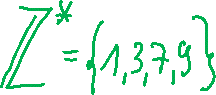 ℤ* = {1,3,7,9}